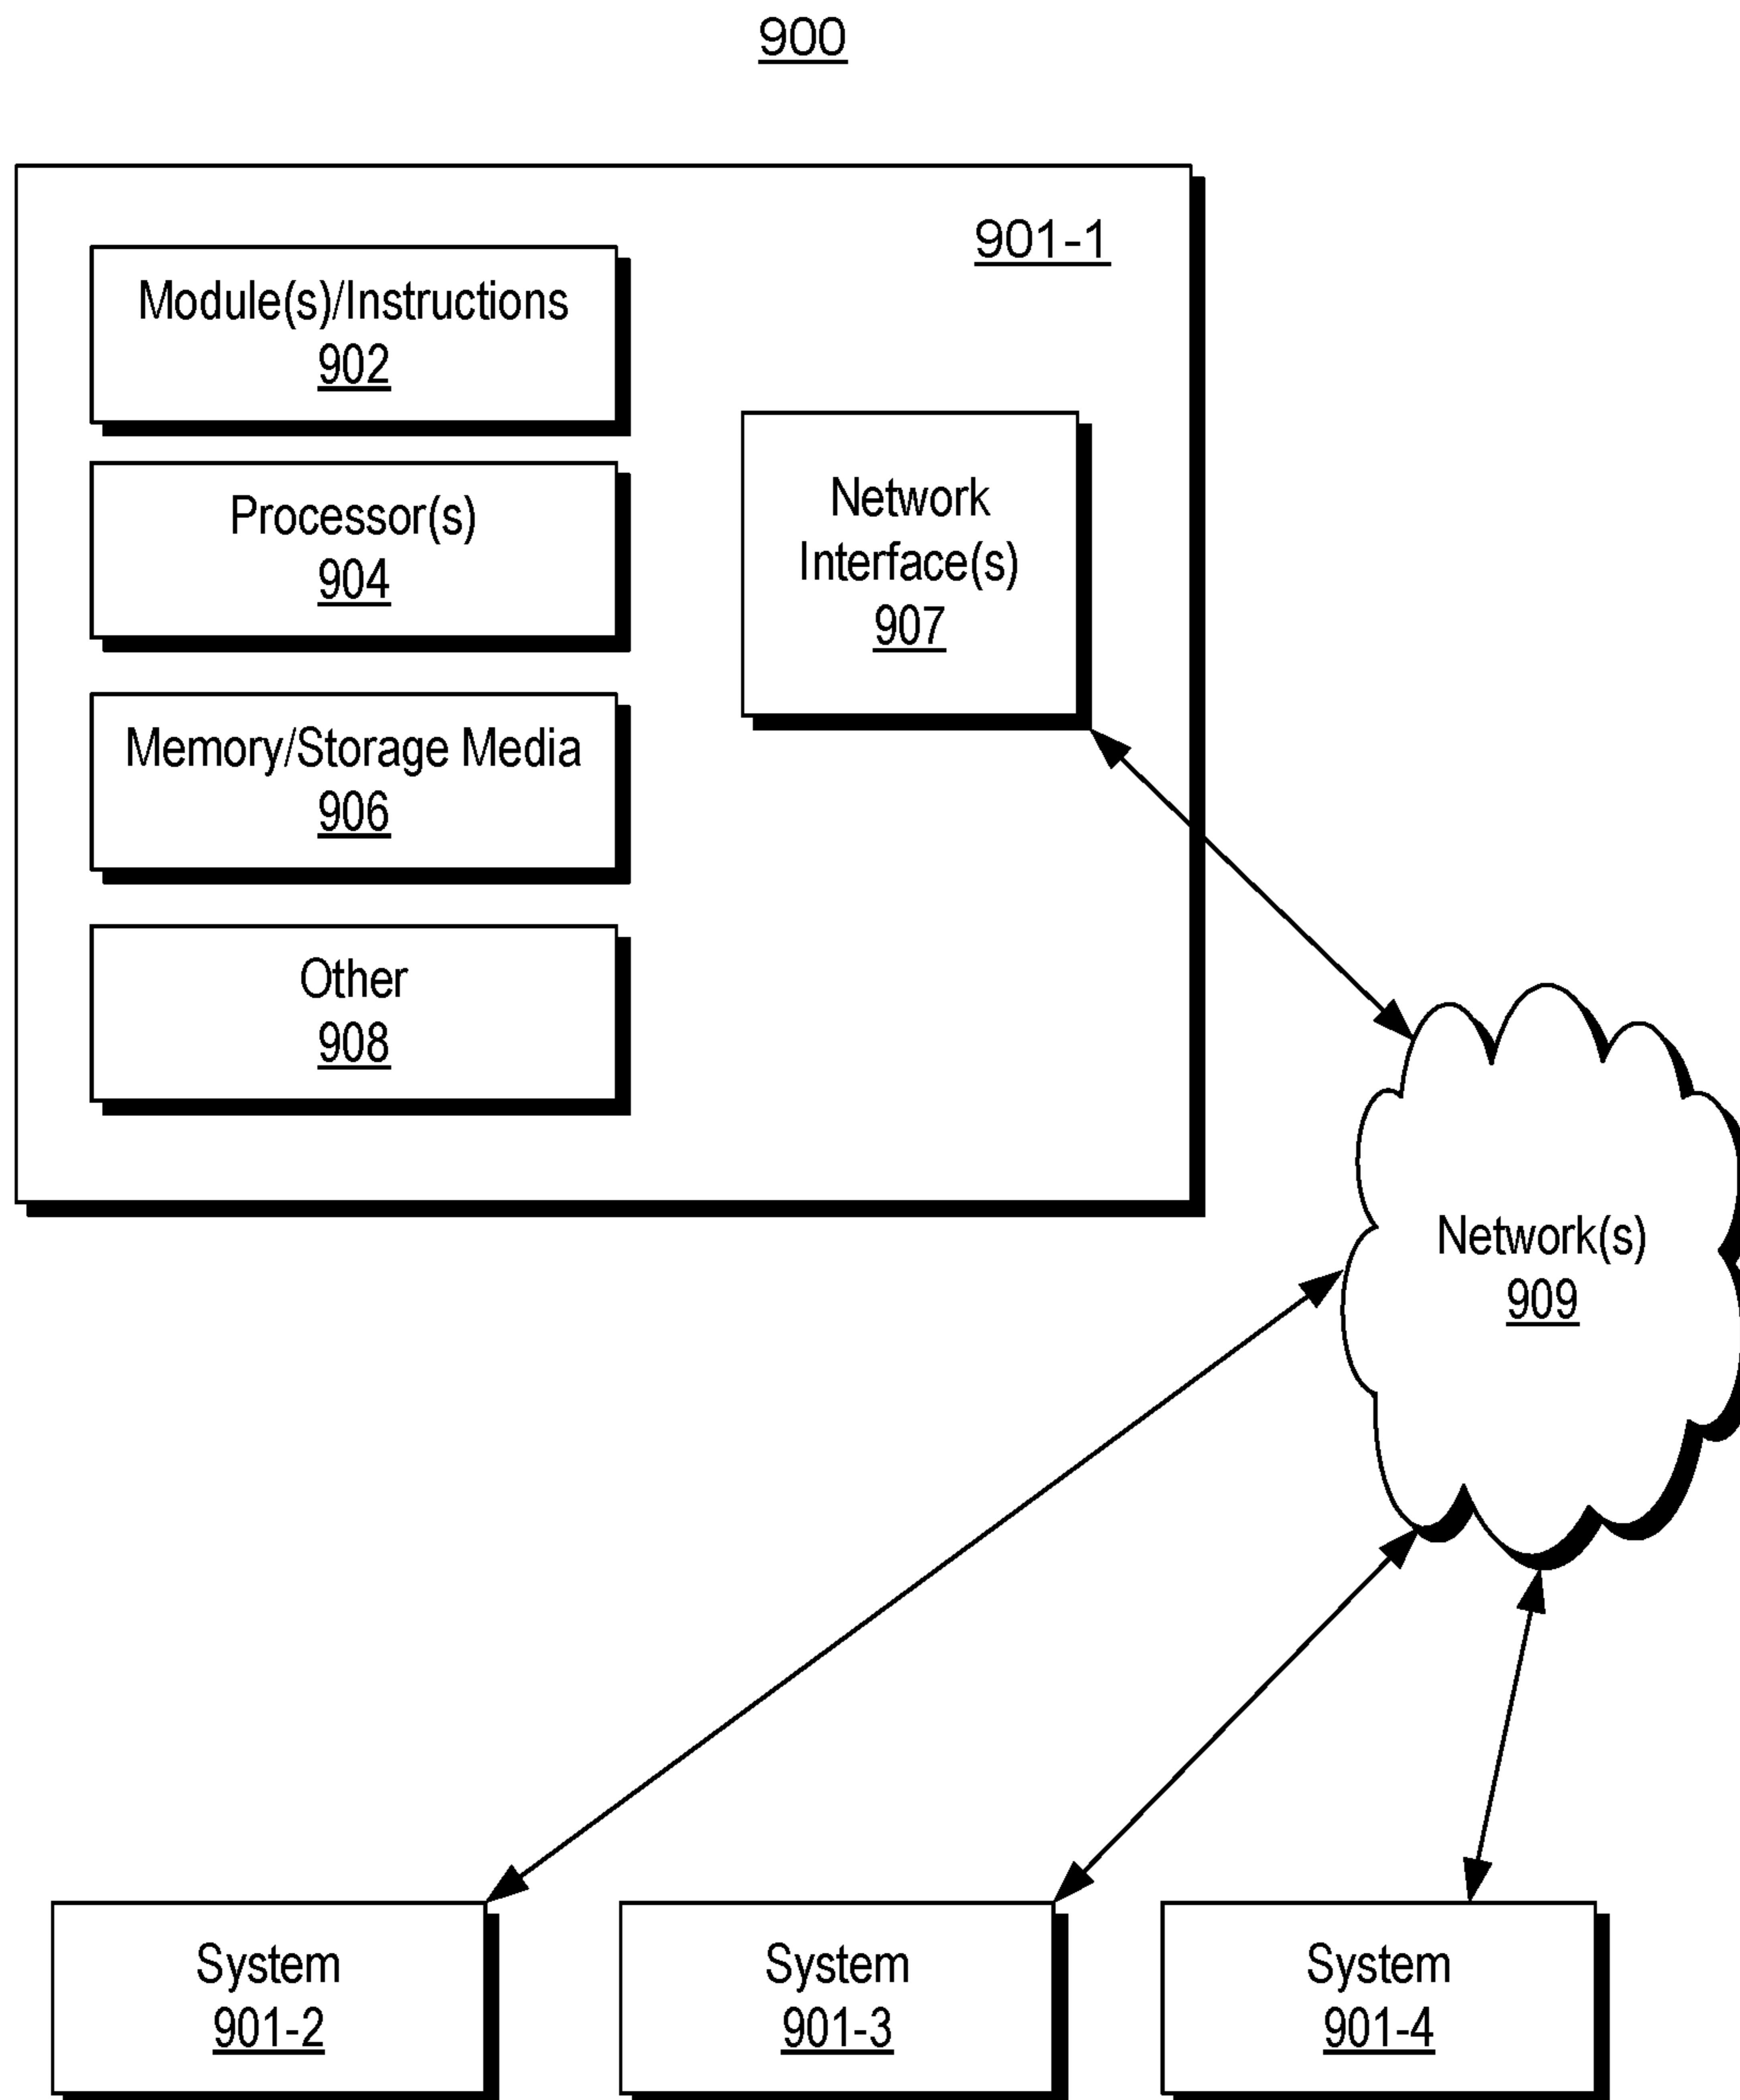 900
901-1
Module(s)/Instructions
902
Processor(s)
904
Network
Interface(s)
907
Memory/Storage Media
906
Other
908
Network(s)
909
System
901-2
System
901-3
System
901-4